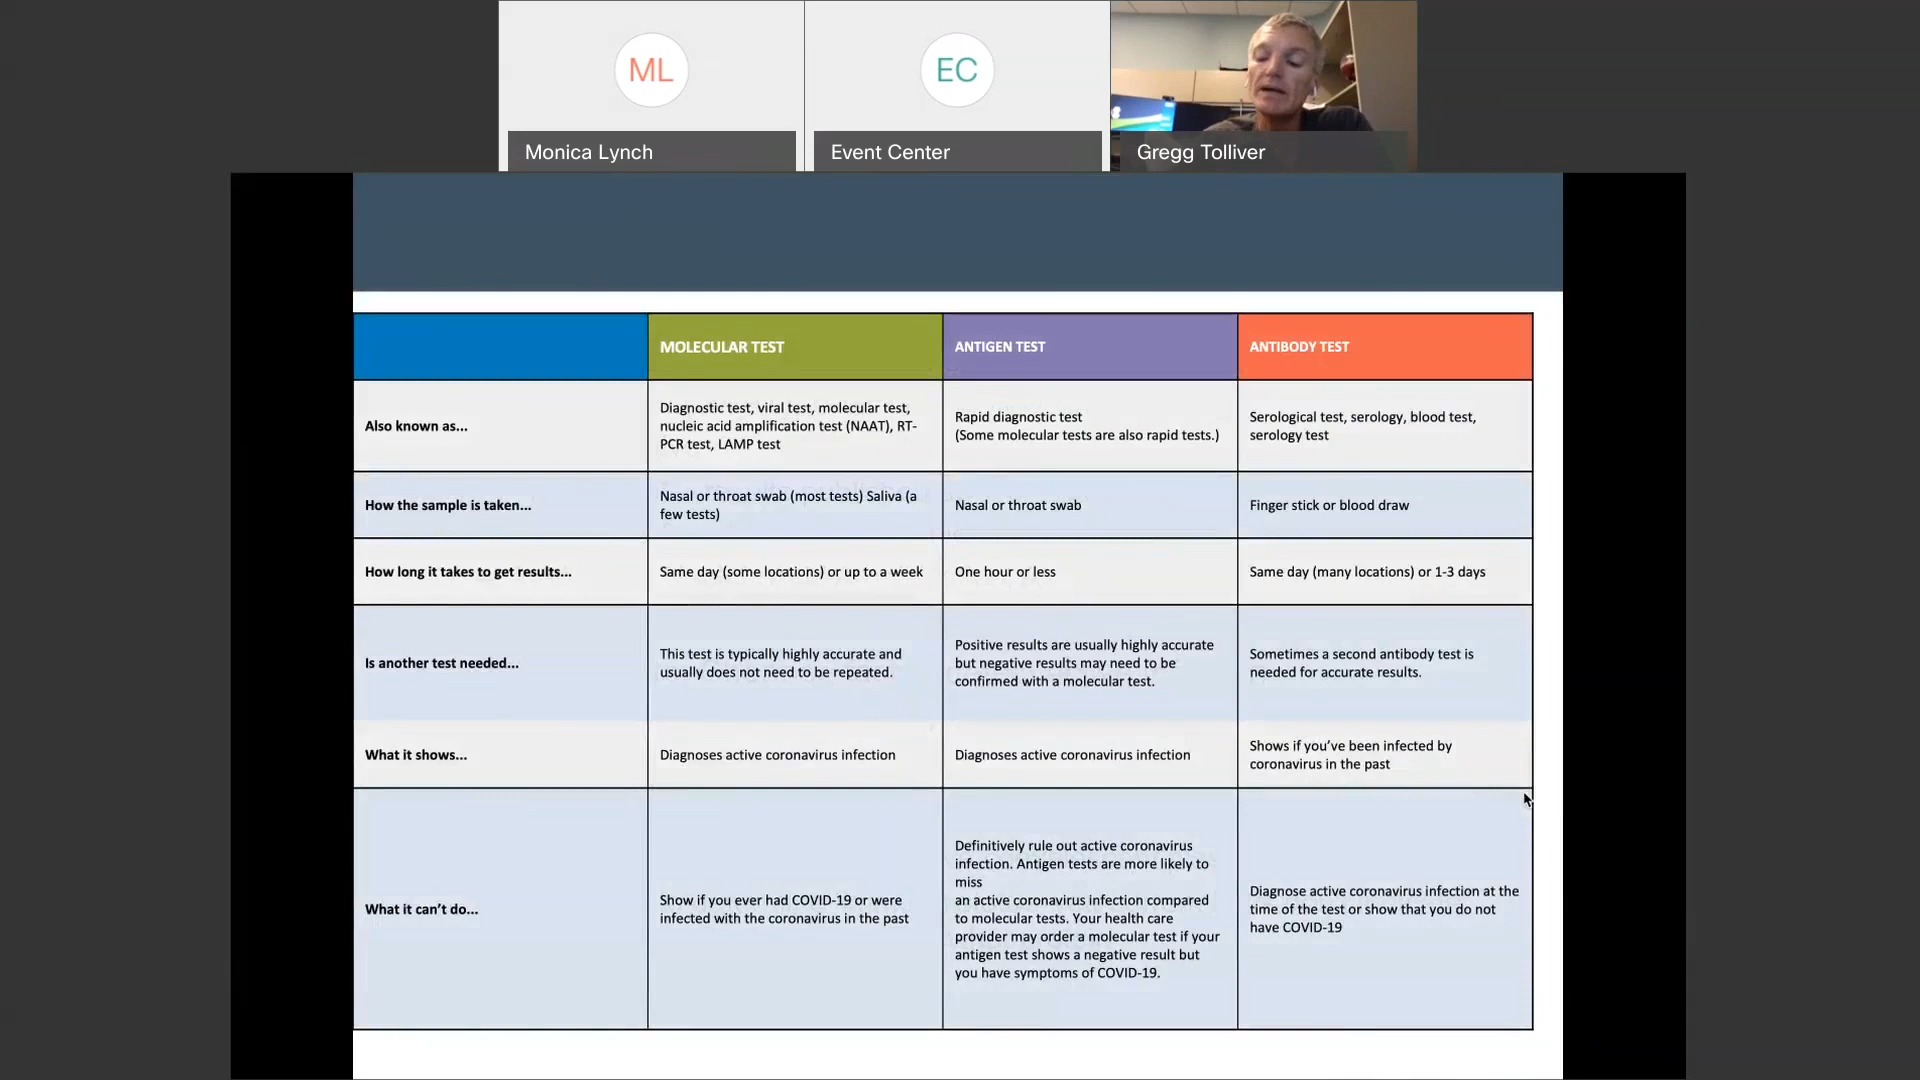 ML
EC
Monica Lynch
Event Center
Gregg Tolliver
MOLECULAR TEST
ANTIGEN TEST
ANTIBODY TEST
Also known as...
Diagnostic test, viral test, molecular test,
nucleic acid amplification test (NAAT), RT-
PCR test, LAMP test
Rapid diagnostic test
(Some molecular tests are also rapid tests.)
Serological test, serology, blood test,
serology test
How the sample is taken...
Nasal or throat swab (most tests) Saliva (a
few tests)
Nasal or throat swab
Finger stick or blood draw
How long it takes to get results...
Same day (some locations) or up to a week
One hour or less
Same day (many locations) or 1-3 days
Is another test needed...
This test is typically highly accurate and
usually does not need to be repeated.
Positive results are usually highly accurate
but negative results may need to be
confirmed with a molecular test.
Sometimes a second antibody test is
needed for accurate results.
What it shows...
Diagnoses active coronavirus infection
Diagnoses active coronavirus infection
Shows if you've been infected by
coronavirus in the past
What it can't do...
Show if you ever had COVID-19 or were
infected with the coronavirus in the past
Definitively rule out active coronavirus
infection. Antigen tests are more likely to
miss
an active coronavirus infection compared
to molecular tests. Your health care
provider may order a molecular test if your
antigen test shows a negative result but
you have symptoms of COVID-19.
Diagnose active coronavirus infection at the
time of the test or show that you do not
have COVID-19